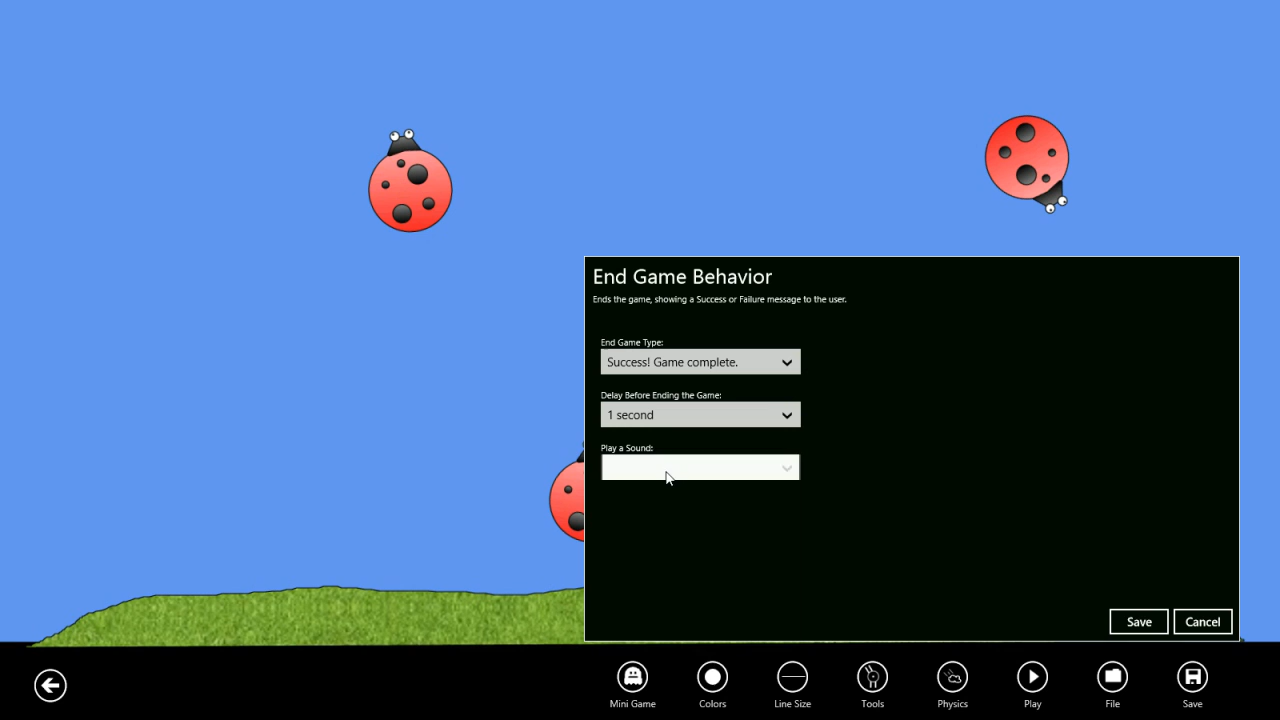 End Game Behavior
Ends the game, showing a Success or Failure message to the user.
End Game Type:
Success! Game complete.
Delay Before Ending the Game:
1 second
Play a Sound:
Save Cancel
Mini Game Colors Line Size Tools Physics Play File Save